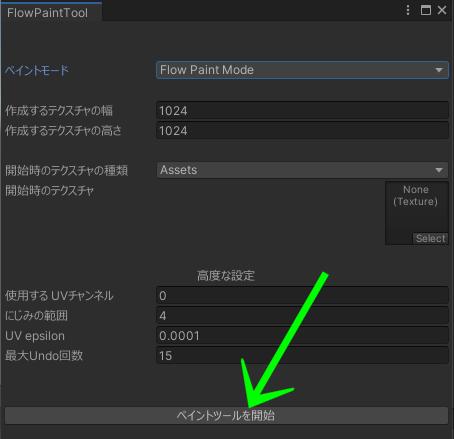 FlowPaintTool
ペイントモード Flow Paint Mode
作成するテクスチャの幅 1024
作成するテクスチャの高さ 1024
開始時のテクスチャの種類 Assets
開始時のテクスチャ None
(Texture)
Select
高度な設定
使用するUVチャンネル 0
にじみの範囲 4
UV epsilon 0.0001
最大Undo回数 15
ペイントツールを開始